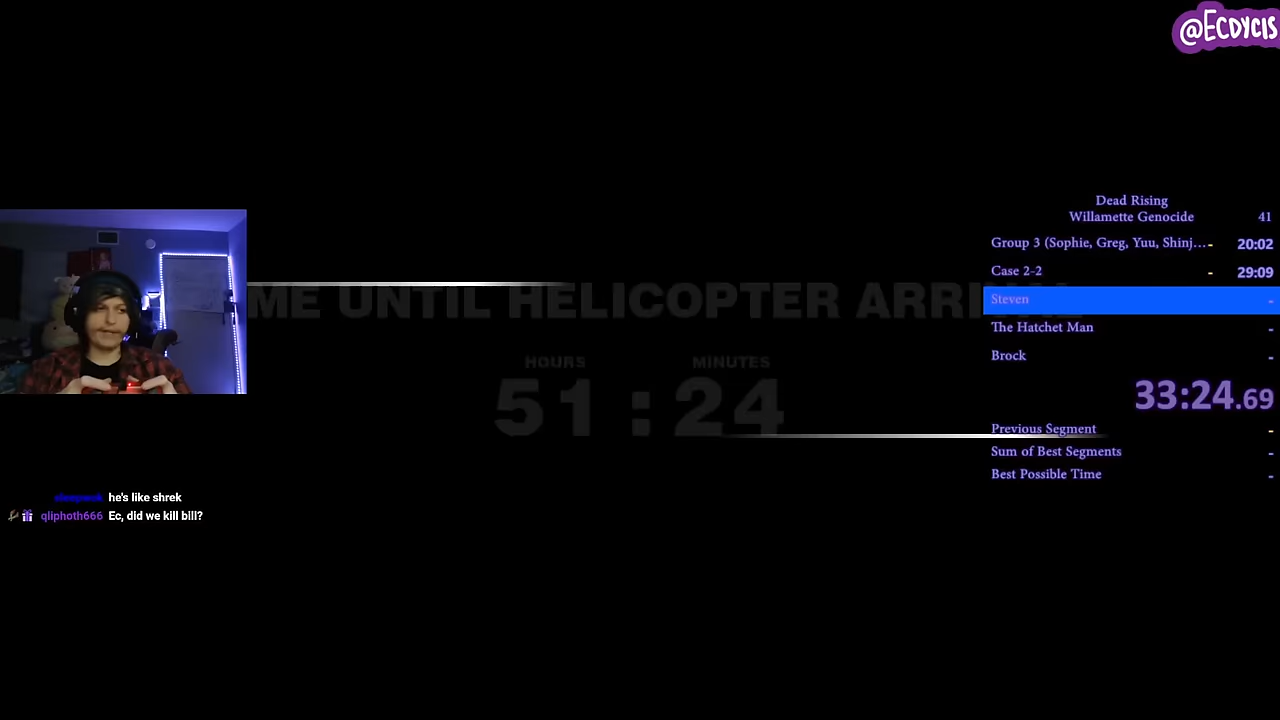 @ECDYCIS
Dead Rising
Willamette Genocide 41
Group 3 (Sophie, Greg, Yuu, Shinj... - 20:02
Case 2-2 - 29:09
Steven -
The Hatchet Man -
Brock -
33:24.69
Previous Segment -
Sum of Best Segments -
Best Possible Time -
ME UNTIL HELICOPTER ARRIVAL
HOURS MINUTES
51 : 24
he's like shrek
qliphoth666 Ec, did we kill bill?